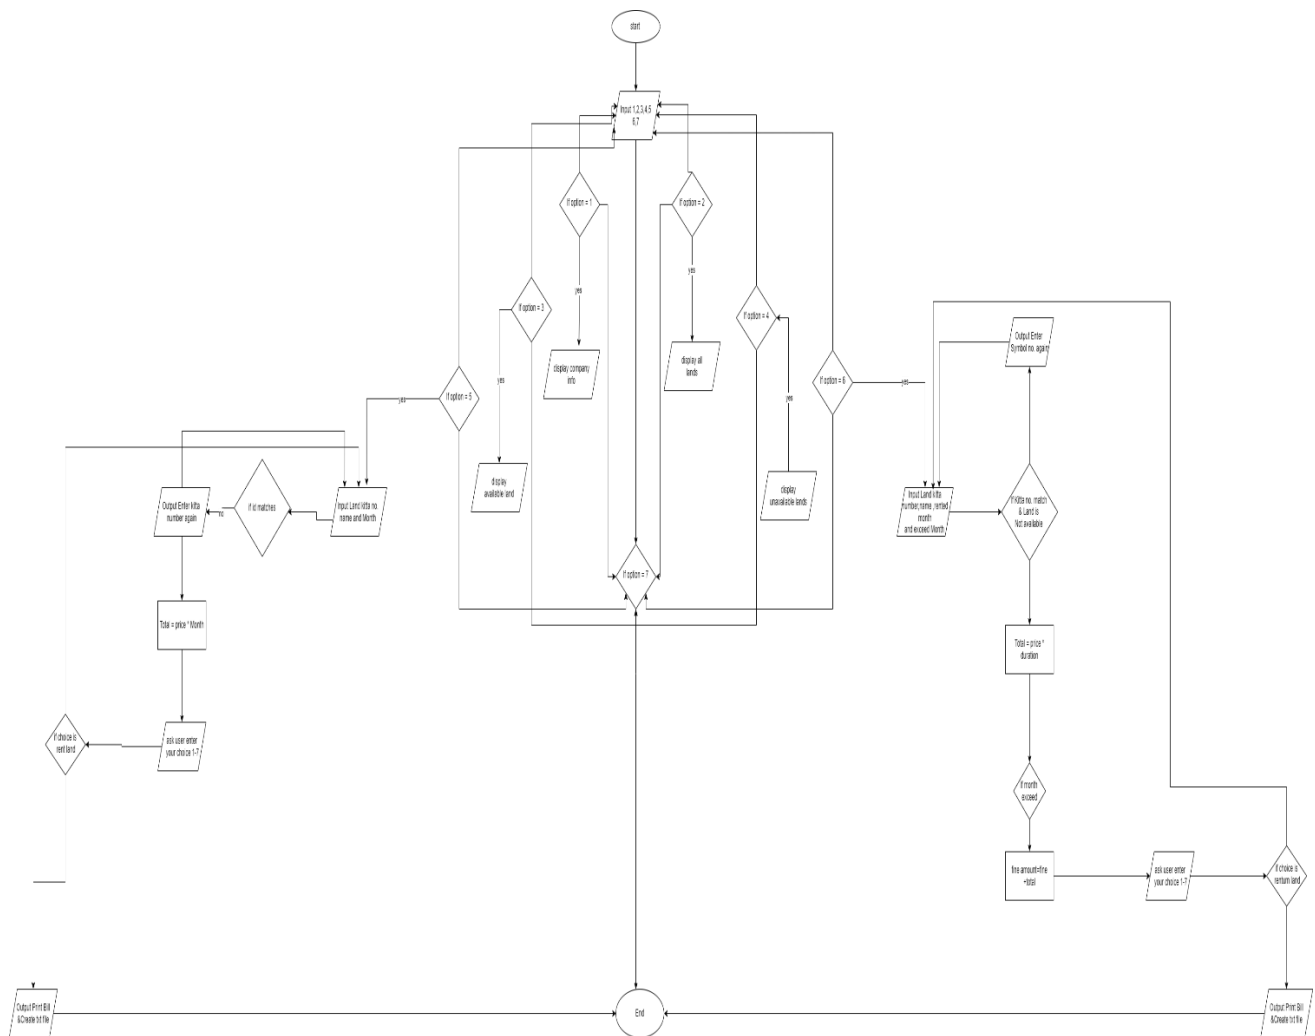 start
Input 1,2,3,4,5
6,7
If option = 1
If option = 2
yes
yes
If option = 3
If option = 4
Output Enter
Symbol no. again
display company
info
display all
lands
If option = 6
yes
yes
yes
If option = 5
yes
display
available land
display
unavailable lands
Output Enter kitta
number again
no
if id matches
Input Land kitta no.
name and Month
Input Land kitta
number,name ,rented
month
and exceed Month
If Kitta no. match
& Land is
Not available
If option = 7
Total = price * Month
Total = price *
duration
if choice is
rent land
ask user enter
your choice 1-7
If month
exceed
fine amount=fine
+total
ask user enter
your choice 1-7
if choice is
renturn land
Output Print Bill
&Create txt file
End
Output Print Bill
&Create txt file